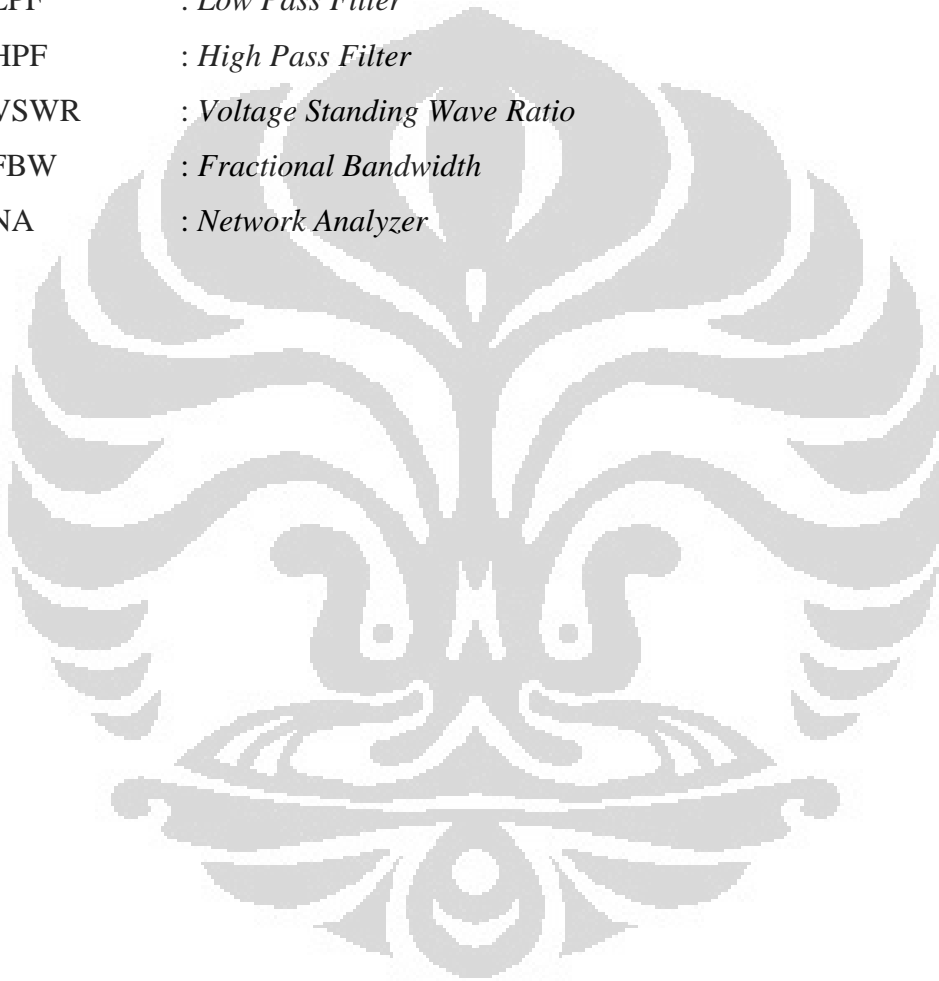 LPF : Low Pass Filter
HPF : High Pass Filter
VSWR : Voltage Standing Wave Ratio
FBW : Fractional Bandwidth
NA : Network Analyzer